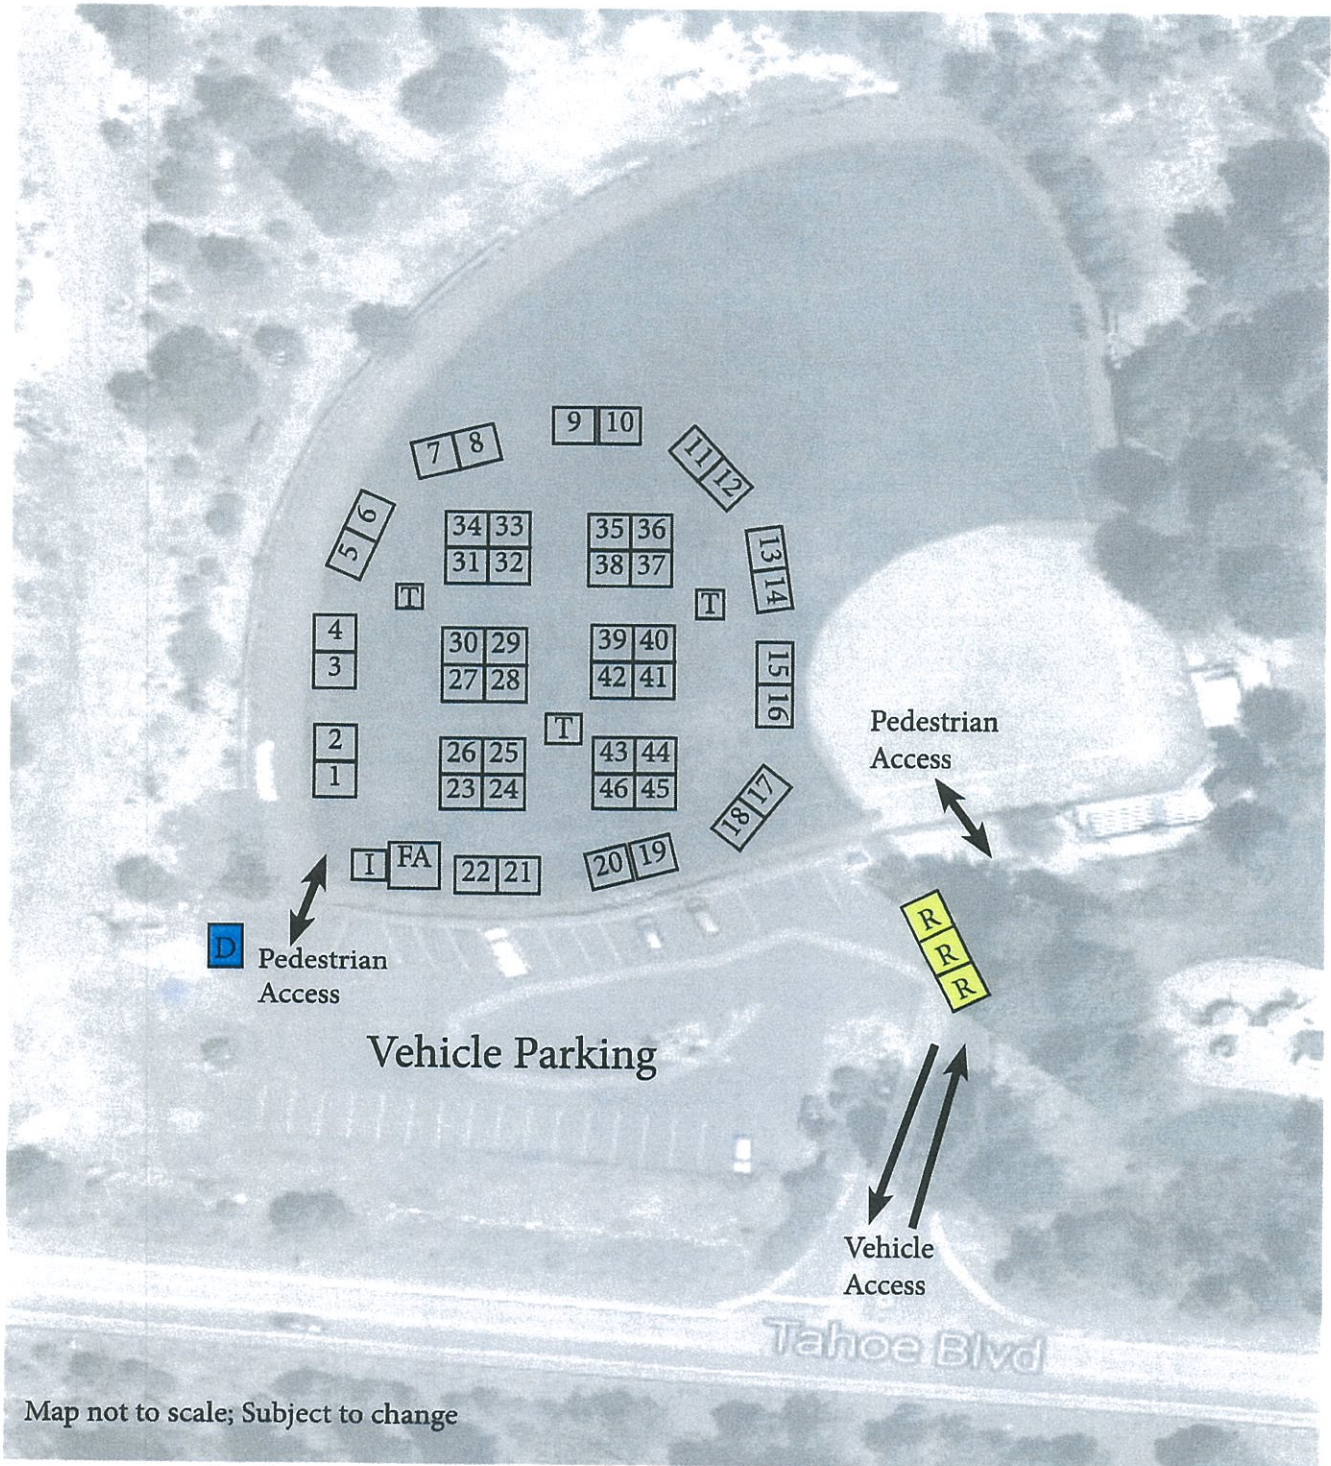 9 10
7 8
11 12
6
5
34 33
35 36
31 32
38 37
13
14
T
T
4
3
30 29
39 40
27 28
42 41
15
16
T
2
1
26 25
43 44
23 24
46 45
17
18
I FA
22 21
20 19
Pedestrian
Access
D
Pedestrian
Access
R
R
R
Vehicle Parking
Vehicle
Access
Tahoe Blvd
Map not to scale; Subject to change